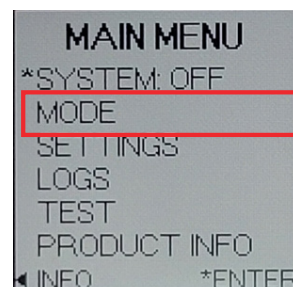 MAIN MENU
*SYSTEM: OFF
MODE
SETTINGS
LOGS
TEST
PRODUCT INFO
INFO *ENTER